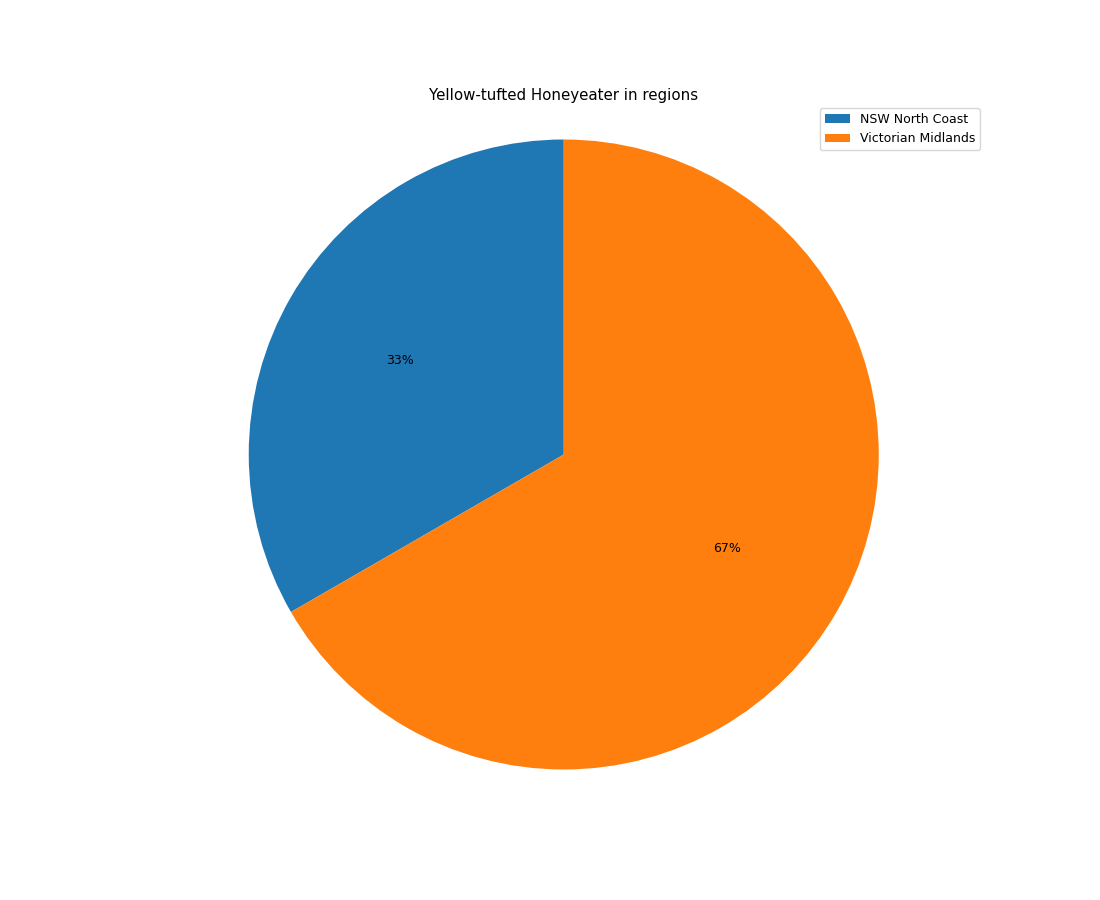 Yellow-tufted Honeyeater in regions
NSW North Coast
Victorian Midlands
33%
67%